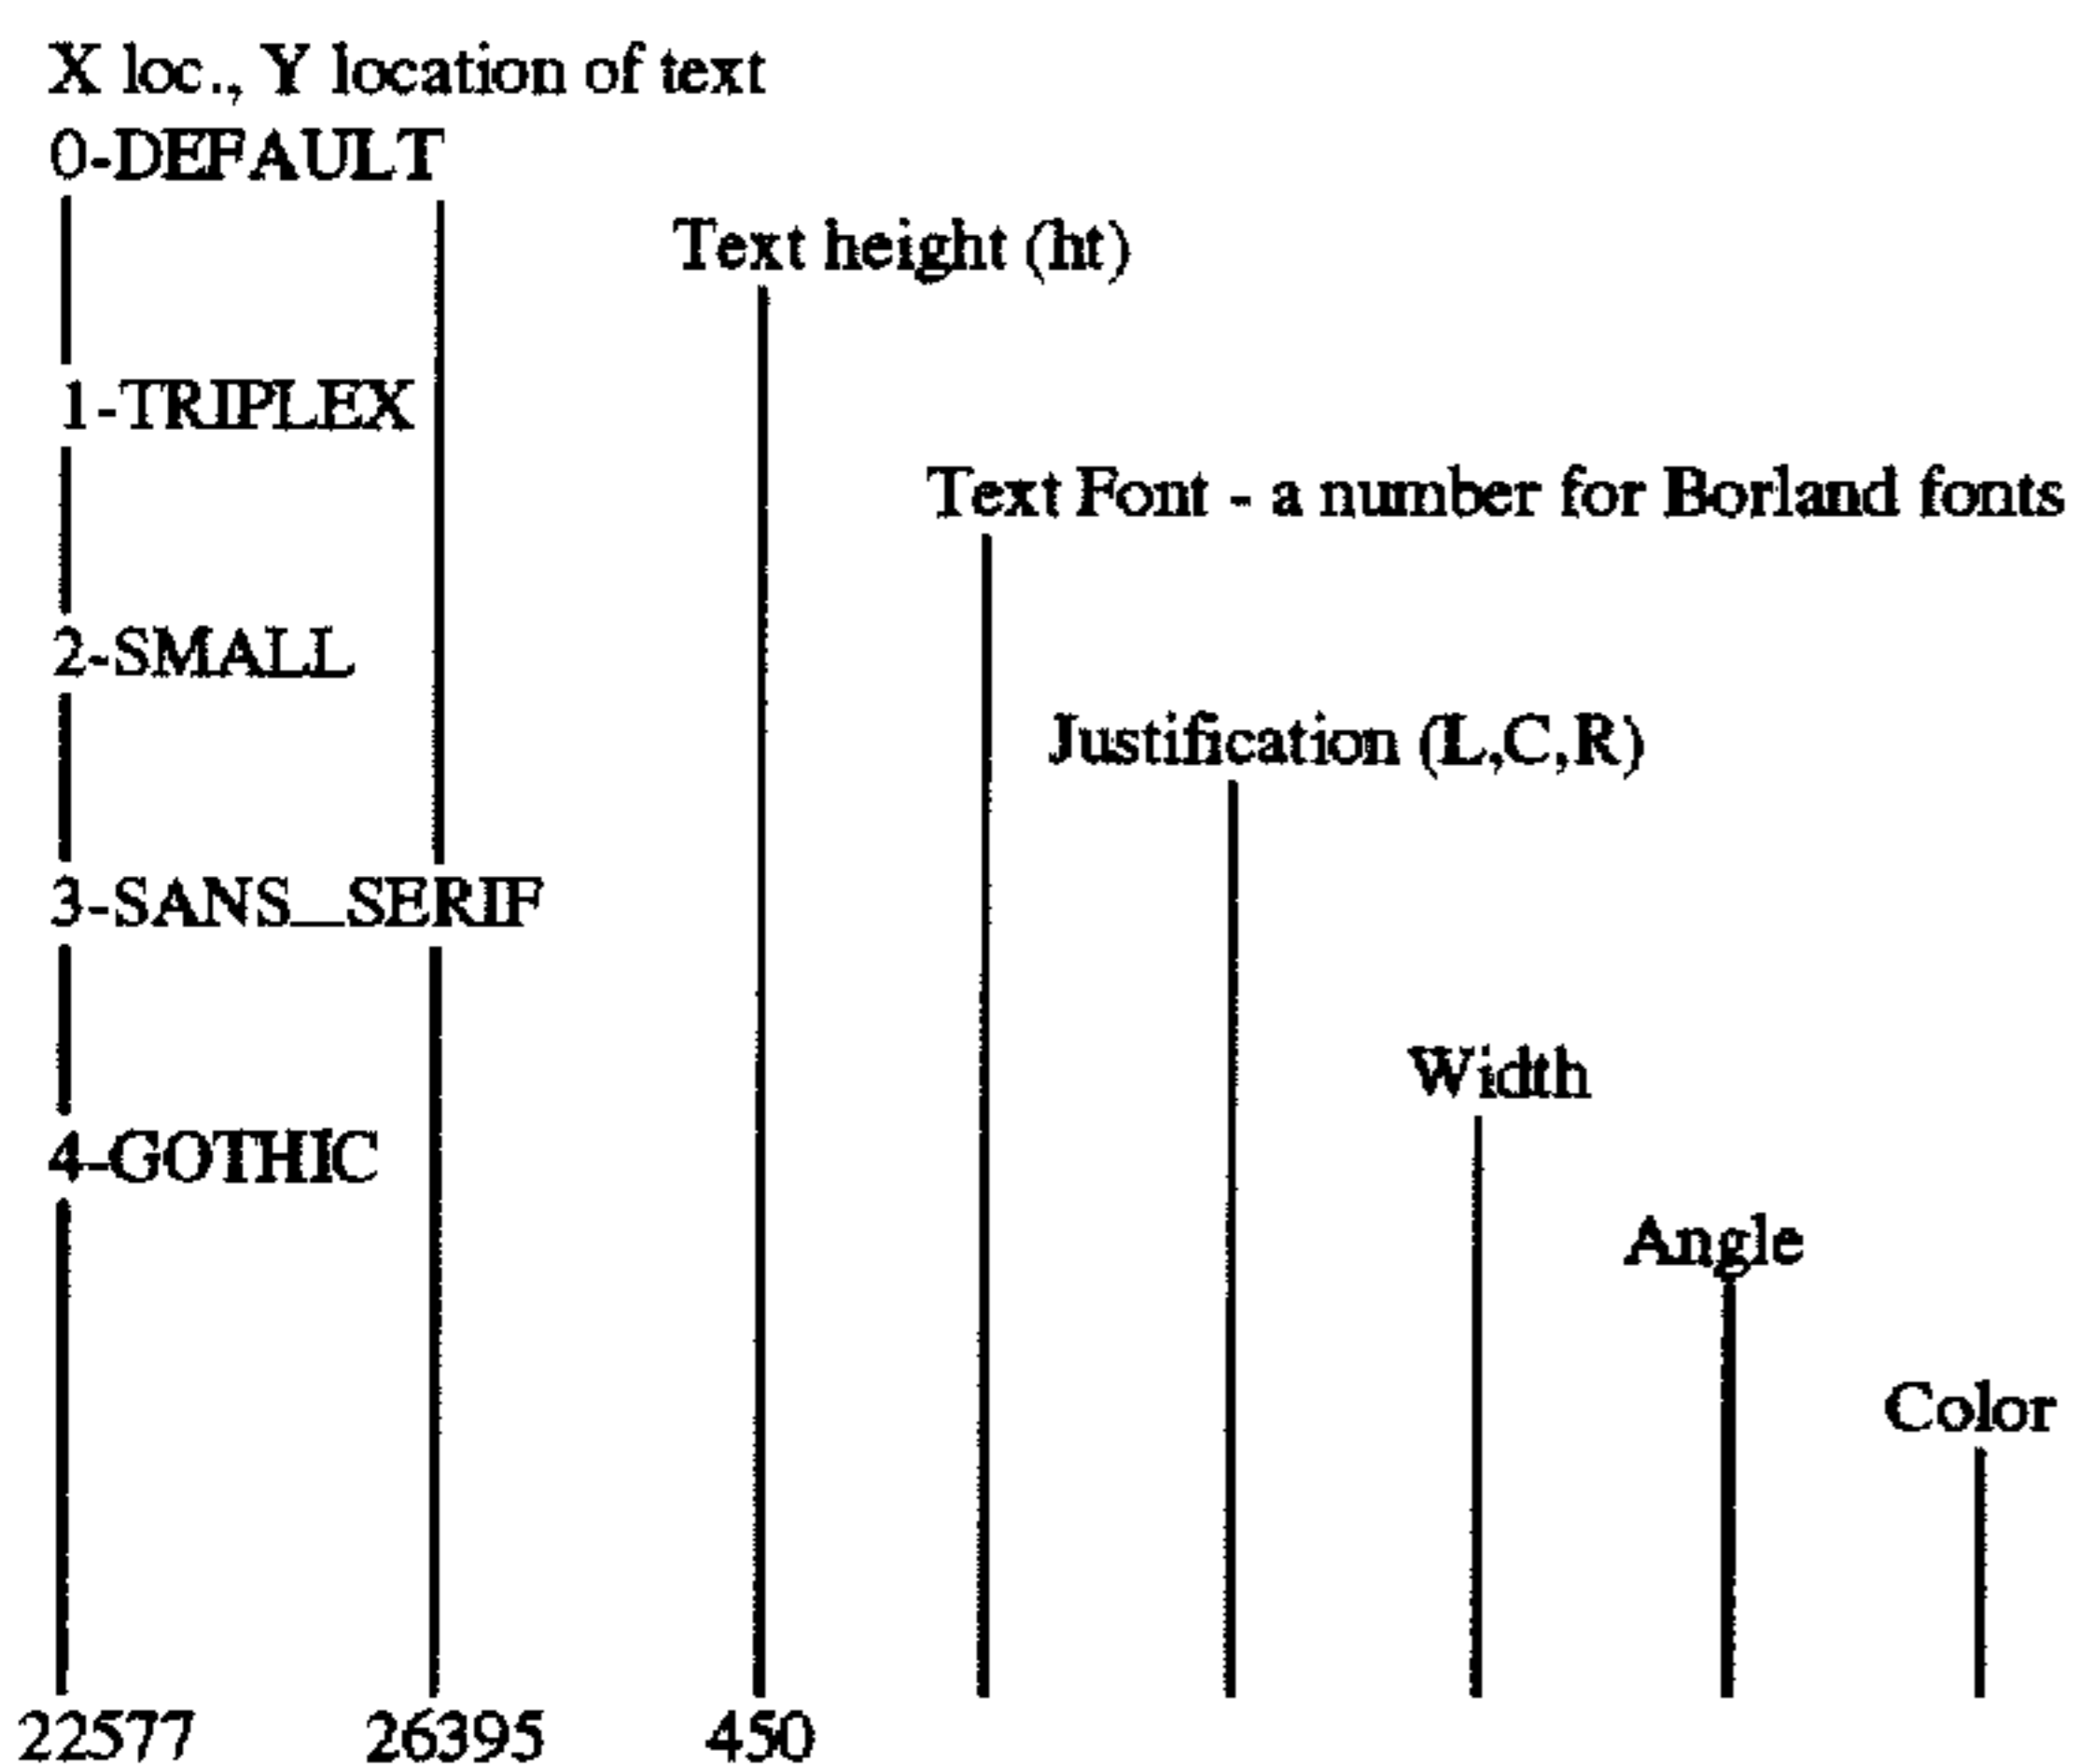 X loc., Y location of text
0-DEFAULT
Text height (ht)
1-TRIPLEX
Text Font - a number for Borland fonts
2-SMALL
Justification (L,C,R)
3-SANS_SERIF
Width
4-GOTHIC
Angle
Color
22577 26395 450